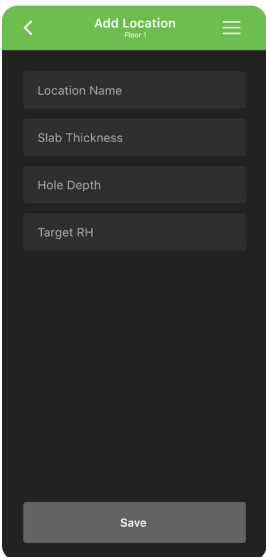 Add Location
Floor 1
Location Name
Slab Thickness
Hole Depth
Target RH
Save